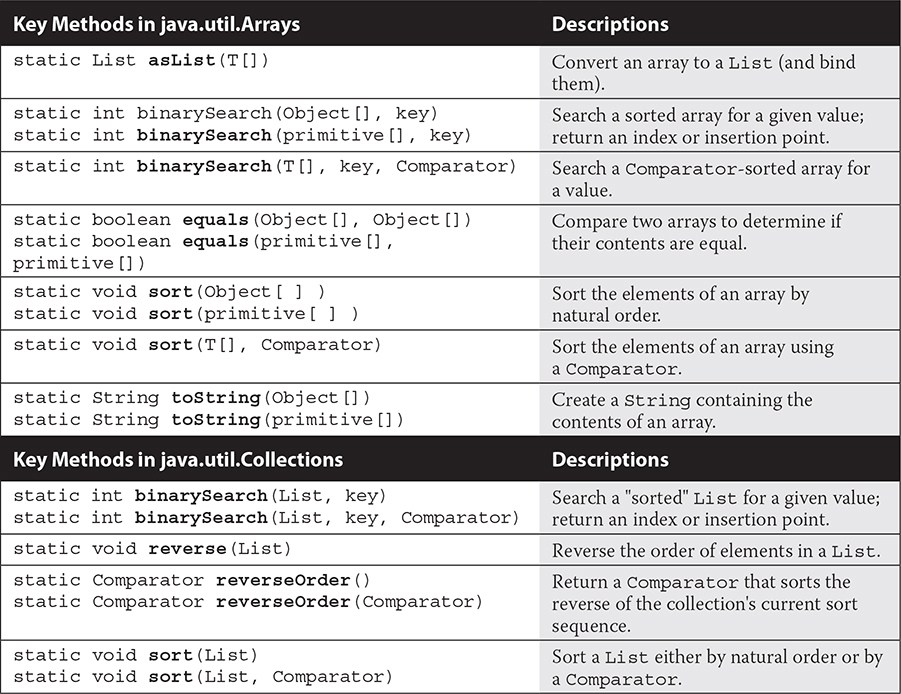 Key Methods in java.util.Arrays Descriptions
static List asList(T[]) Convert an array to a List (and bind
them).
static int binarySearch(Object[], key) Search a sorted array for a given value;
static int binarySearch(primitive[], key) return an index or insertion point.
static int binarySearch(T[], key, Comparator) Search a Comparator-sorted array for
a value.
static boolean equals(Object[], Object[]) Compare two arrays to determine if
static boolean equals(primitive[], their contents are equal.
primitive[])
static void sort(Object[ ] ) Sort the elements of an array by
static void sort(primitive[ ] ) natural order.
static void sort(T[], Comparator) Sort the elements of an array using
a Comparator.
static String toString(Object[]) Create a String containing the
static String toString(primitive[]) contents of an array.
Key Methods in java.util.Collections Descriptions
static int binarySearch(List, key) Search a "sorted" List for a given value;
static int binarySearch(List, key, Comparator) return an index or insertion point.
static void reverse(List) Reverse the order of elements in a List.
static Comparator reverseOrder() Return a Comparator that sorts the
static Comparator reverseOrder(Comparator) reverse of the collection's current sort
sequence.
static void sort(List) Sort a List either by natural order or by
static void sort(List, Comparator) a Comparator.